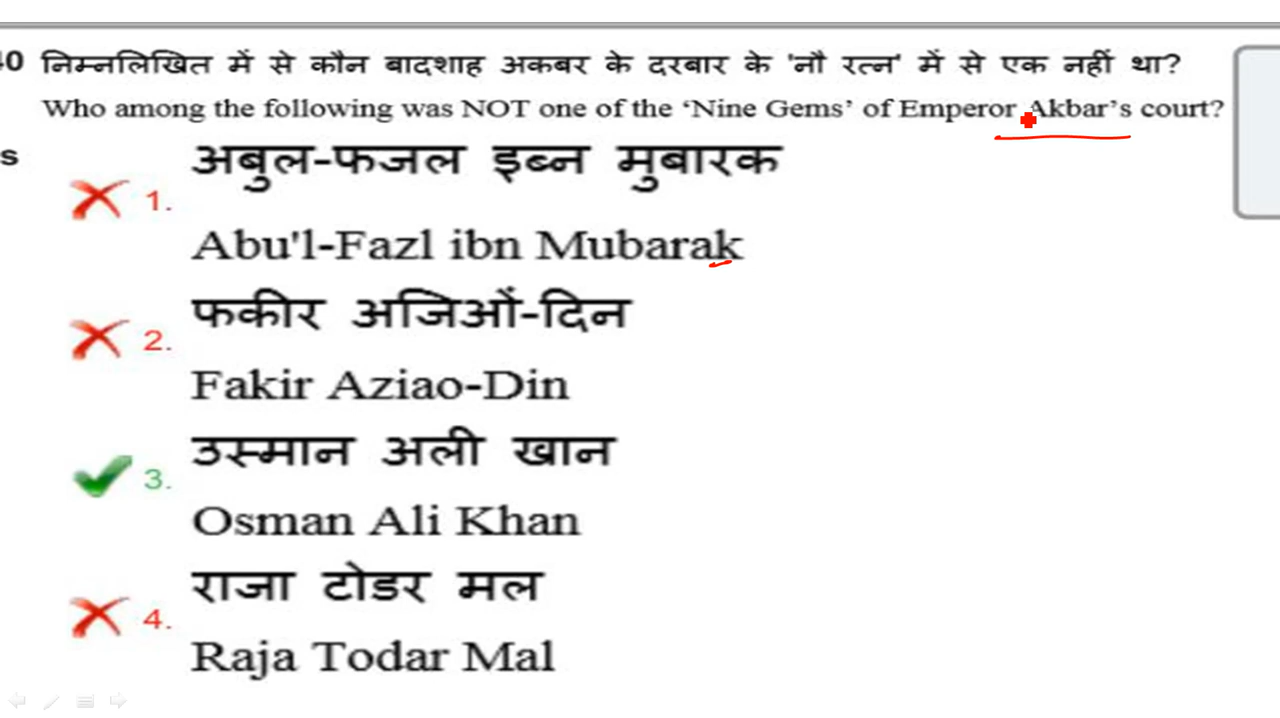 40 निम्नलिखित में से कौन बादशाह अकबर के दरबार के 'नौ रत्न' में से एक नहीं था?
Who among the following was NOT one of the ‘Nine Gems’ of Emperor Akbar’s court?
s
अबुल-फजल इब्न मुबारक
1.
Abu'l-Fazl ibn Mubarak
फकीर अजिओं-दिन
2.
Fakir Aziao-Din
उस्मान अली खान
3.
Osman Ali Khan
राजा टोडर मल
4.
Raja Todar Mal